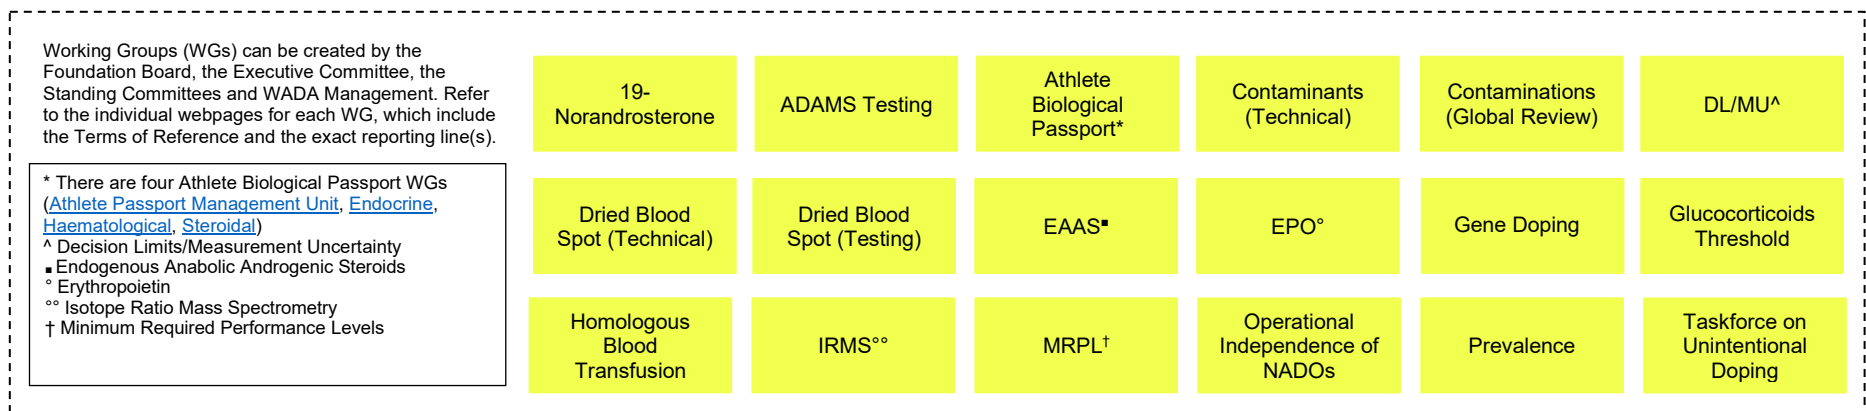 Working Groups (WGs) can be created by the
Foundation Board, the Executive Committee, the
Standing Committees and WADA Management. Refer
to the individual webpages for each WG, which include
the Terms of Reference and the exact reporting line(s).
* There are four Athlete Biological Passport WGs
(Athlete Passport Management Unit, Endocrine,
Haematological, Steroidal)
^ Decision Limits/Measurement Uncertainty
▪ Endogenous Anabolic Androgenic Steroids
° Erythropoietin
°° Isotope Ratio Mass Spectrometry
† Minimum Required Performance Levels
19-
Norandrosterone
ADAMS Testing
Athlete
Biological
Passport*
Contaminants
(Technical)
Contaminations
(Global Review)
DL/MU^
Dried Blood
Spot (Technical)
Dried Blood
Spot (Testing)
EAAS▪
EPO°
Gene Doping
Glucocorticoids
Threshold
Homologous
Blood
Transfusion
IRMS°°
MRPL†
Operational
Independence of
NADOs
Prevalence
Taskforce on
Unintentional
Doping